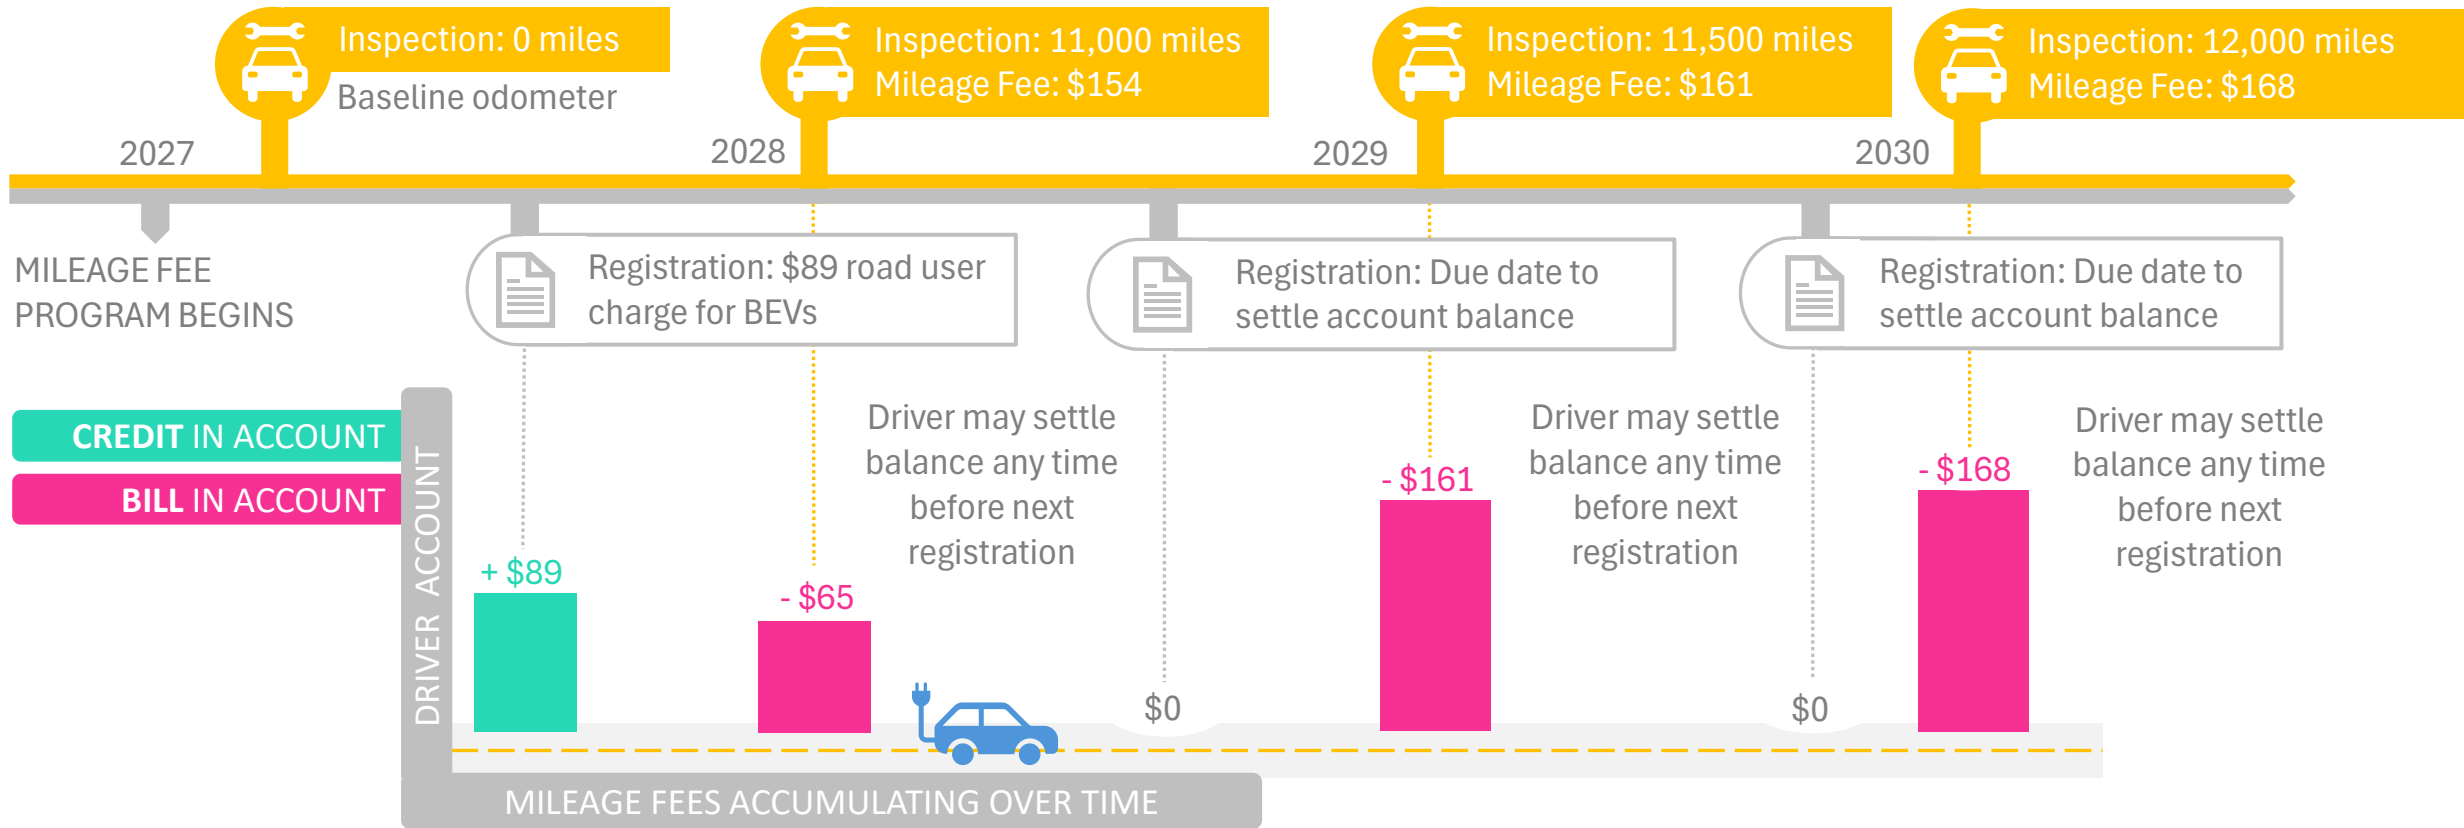 Inspection: 0 miles
Baseline odometer
Inspection: 11,000 miles
Mileage Fee: $154
Inspection: 11,500 miles
Mileage Fee: $161
Inspection: 12,000 miles
Mileage Fee: $168
2027
2028
2029
2030
MILEAGE FEE
PROGRAM BEGINS
Registration: $89 road user
charge for BEVs
Registration: Due date to
settle account balance
Registration: Due date to
settle account balance
CREDIT IN ACCOUNT
BILL IN ACCOUNT
DRIVER ACCOUNT
+ $89
- $65
Driver may settle
balance any time
before next
registration
$0
- $161
Driver may settle
balance any time
before next
registration
$0
- $168
Driver may settle
balance any time
before next
registration
MILEAGE FEES ACCUMULATING OVER TIME